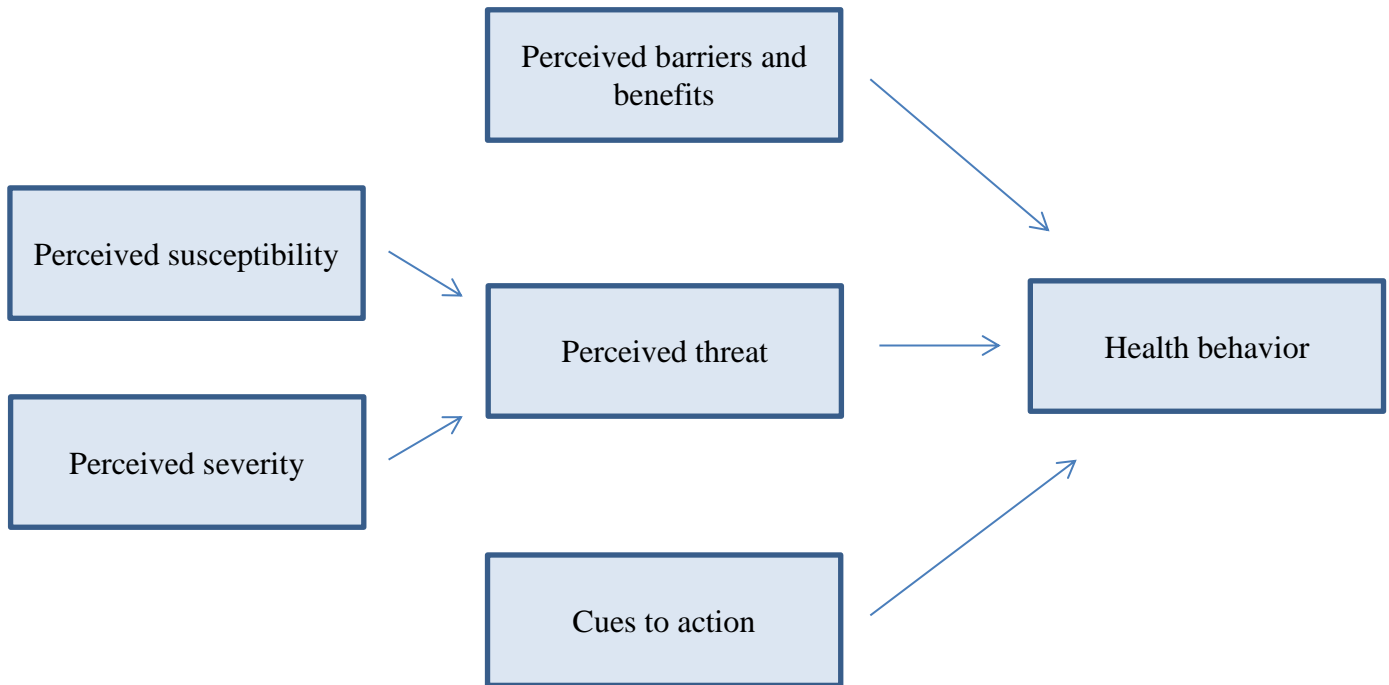 Perceived barriers and
benefits
Perceived susceptibility
Perceived threat
Health behavior
Perceived severity
Cues to action